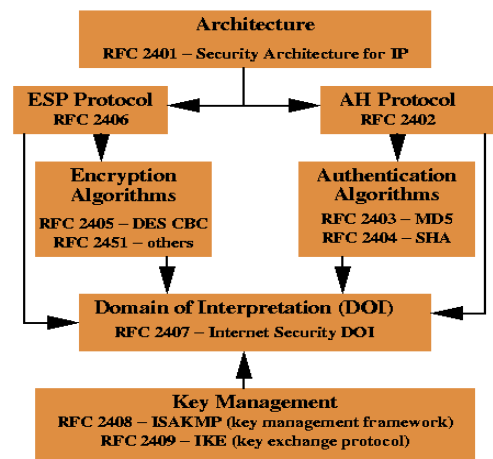 Architecture
RFC 2401 – Security Architecture for IP
ESP Protocol
RFC 2406
AH Protocol
RFC 2402
Encryption
Algorithms
RFC 2405 – DES CBC
RFC 2451 – others
Authentication
Algorithms
RFC 2403 – MD5
RFC 2404 – SHA
Domain of Interpretation (DOI)
RFC 2407 – Internet Security DOI
Key Management
RFC 2408 – ISAKMP (key management framework)
RFC 2409 – IKE (key exchange protocol)